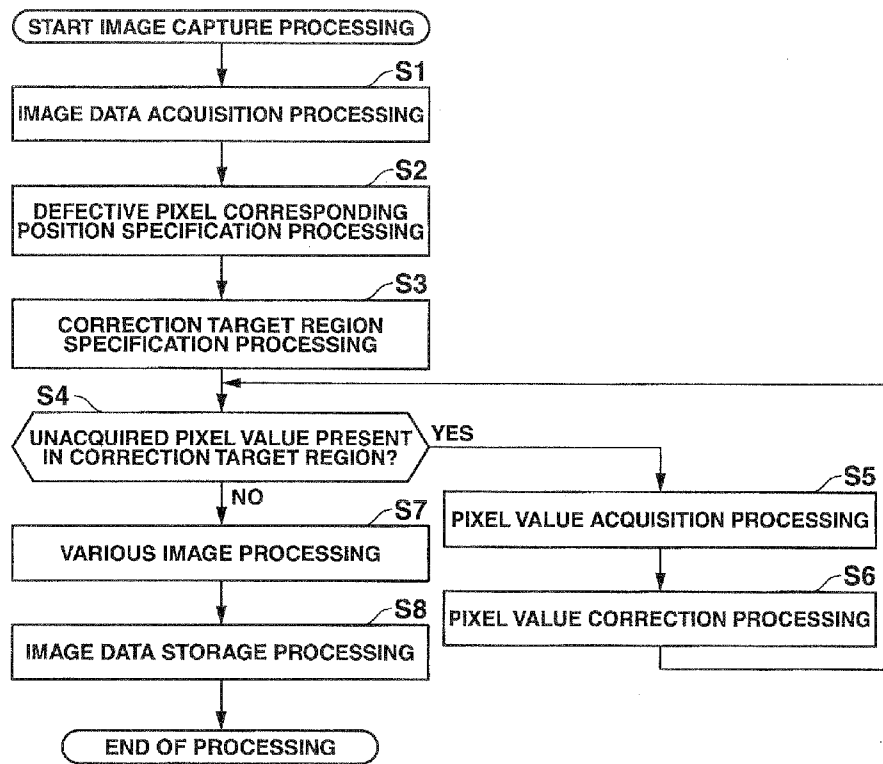 START IMAGE CAPTURE PROCESSING
S1
IMAGE DATA ACQUISITION PROCESSING
S2
DEFECTIVE PIXEL CORRESPONDING
POSITION SPECIFICATION PROCESSING
S3
CORRECTION TARGET REGION
SPECIFICATION PROCESSING
S4
UNACQUIRED PIXEL VALUE PRESENT
IN CORRECTION TARGET REGION?
YES
NO
S5
PIXEL VALUE ACQUISITION PROCESSING
S6
PIXEL VALUE CORRECTION PROCESSING
S7
VARIOUS IMAGE PROCESSING
S8
IMAGE DATA STORAGE PROCESSING
END OF PROCESSING